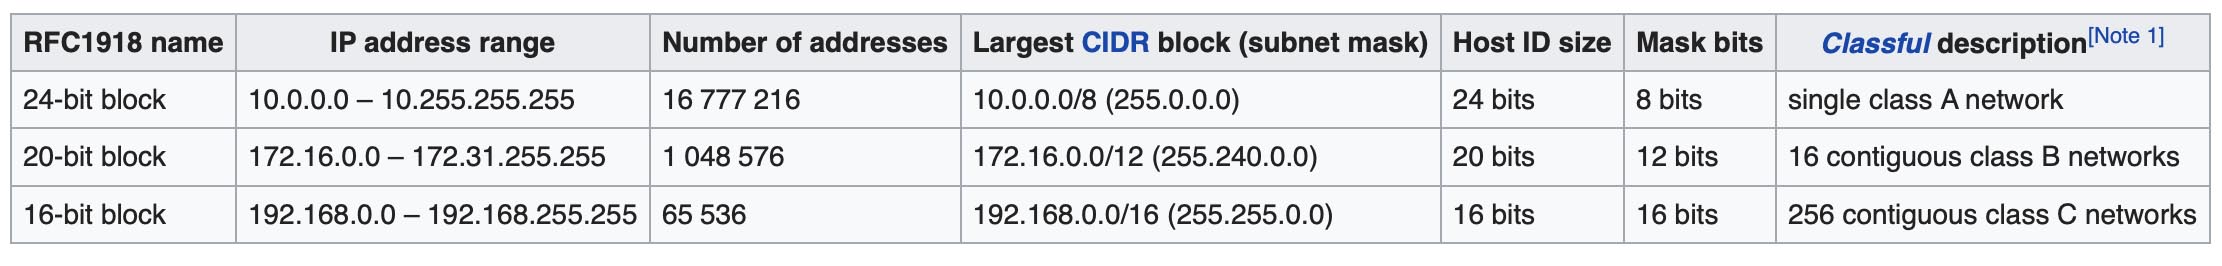 RFC1918 name IP address range Number of addresses Largest CIDR block (subnet mask) Host ID size Mask bits Classful description[Note 1]
24-bit block 10.0.0.0 – 10.255.255.255 16 777 216 10.0.0.0/8 (255.0.0.0) 24 bits 8 bits single class A network
20-bit block 172.16.0.0 – 172.31.255.255 1 048 576 172.16.0.0/12 (255.240.0.0) 20 bits 12 bits 16 contiguous class B networks
16-bit block 192.168.0.0 – 192.168.255.255 65 536 192.168.0.0/16 (255.255.0.0) 16 bits 16 bits 256 contiguous class C networks